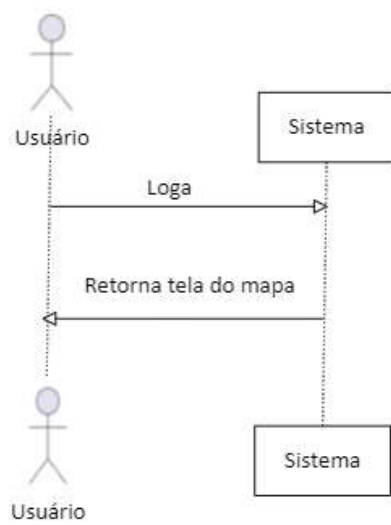 Usuário
Sistema
Loga
Retorna tela do mapa
Sistema
Usuário